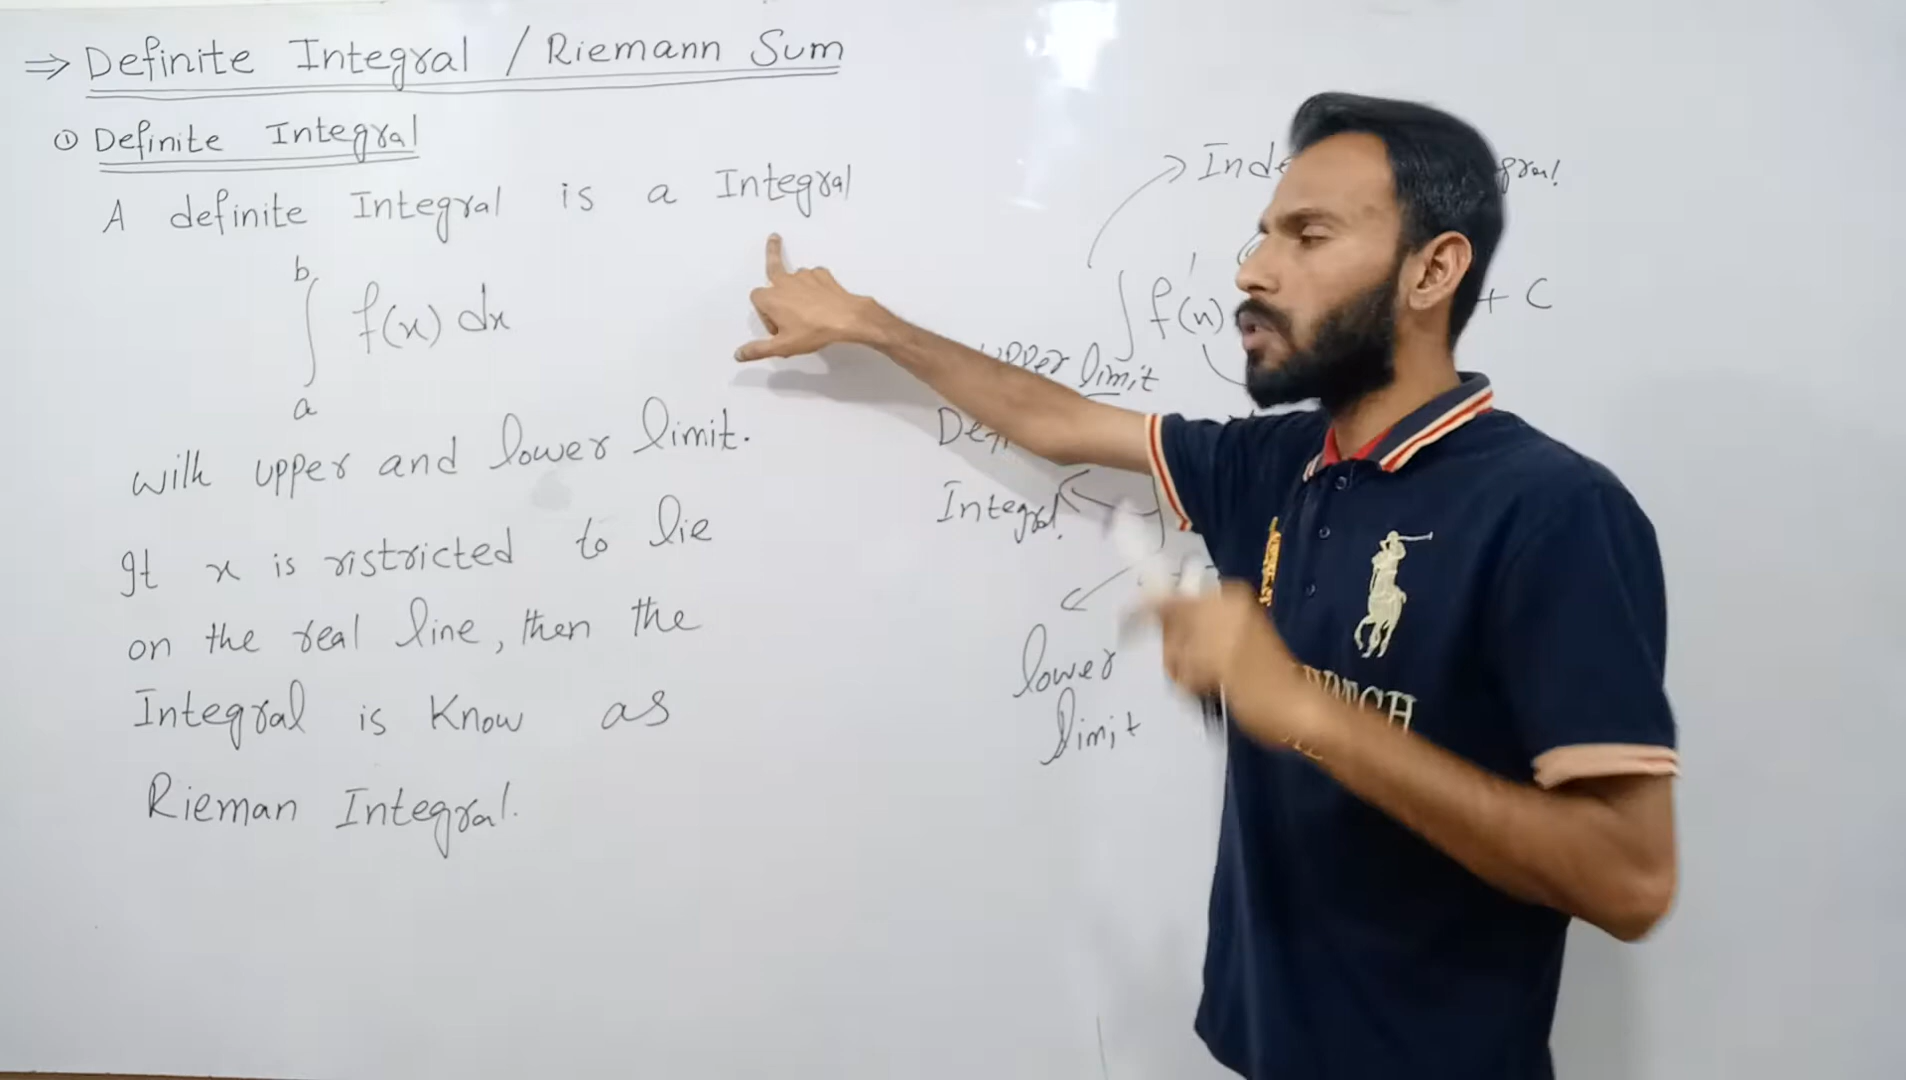 ⇒ Definite Integral / Riemann Sum
① Definite Integral
A definite Integral is a Integral
b
∫ f(x) dx
a
with upper and lower limit.
If x is ristricted to lie
on the real line, then the
Integral is Know as
Rieman Integral.
∫ f'(x)
+ C
upper limit
Integral
lower
limit